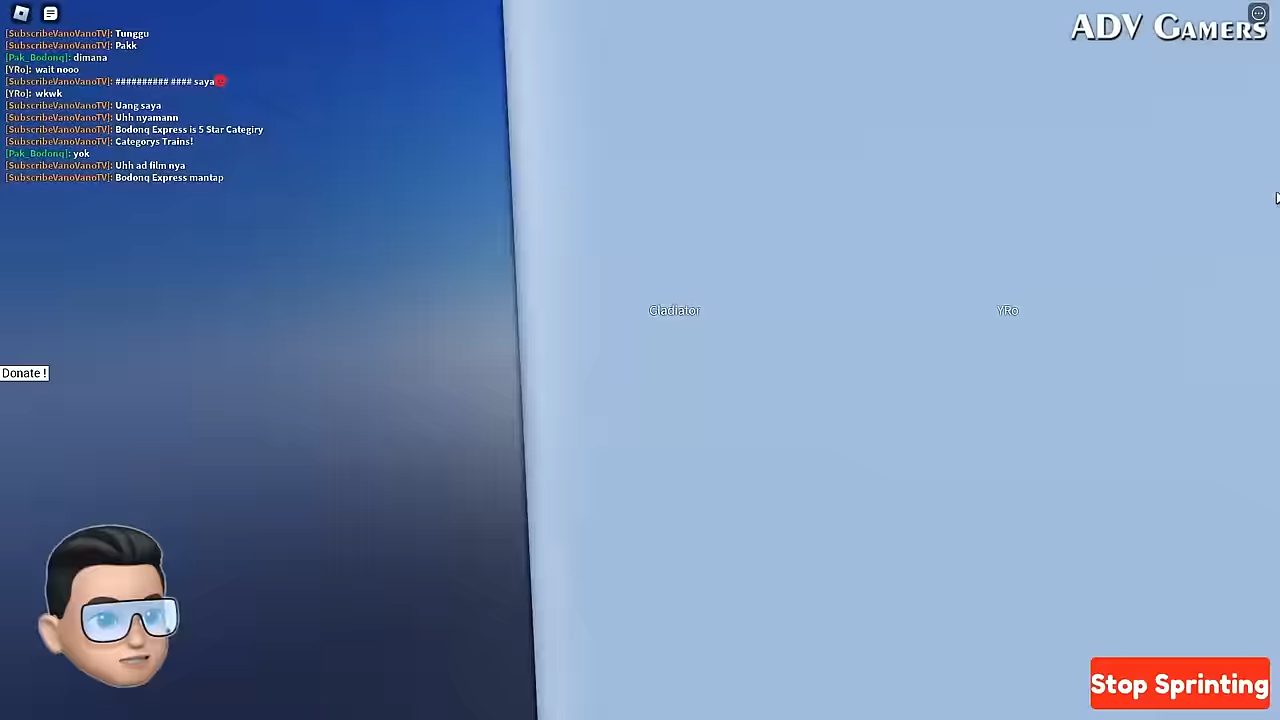 ADV GAMERS
[SubscribeVanoVanoTV]: Tunggu
[SubscribeVanoVanoTV]: Pakk
[Pak_Bodonq]: dimana
[YRo]: wait nooo
[SubscribeVanoVanoTV]: ########## #### saya
[YRo]: wkwk
[SubscribeVanoVanoTV]: Uang saya
[SubscribeVanoVanoTV]: Uhh nyamann
[SubscribeVanoVanoTV]: Bodonq Express is 5 Star Categiry
[SubscribeVanoVanoTV]: Categorys Trains!
[Pak_Bodonq]: yok
[SubscribeVanoVanoTV]: Uhh ad film nya
[SubscribeVanoVanoTV]: Bodonq Express mantap
Gladiator
YRo
Donate !
Stop Sprinting